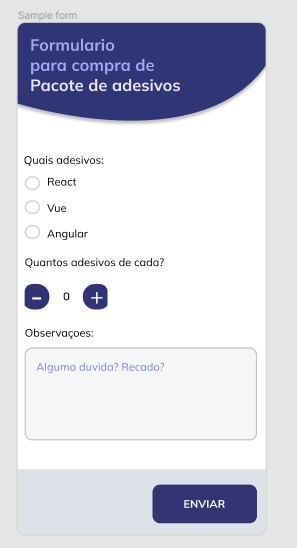 Sample form
Formulario
para compra de
Pacote de adesivos
Quais adesivos:
React
Vue
Angular
Quantos adesivos de cada?
- 0 +
Observaçoes:
Alguma duvida? Recado?
ENVIAR